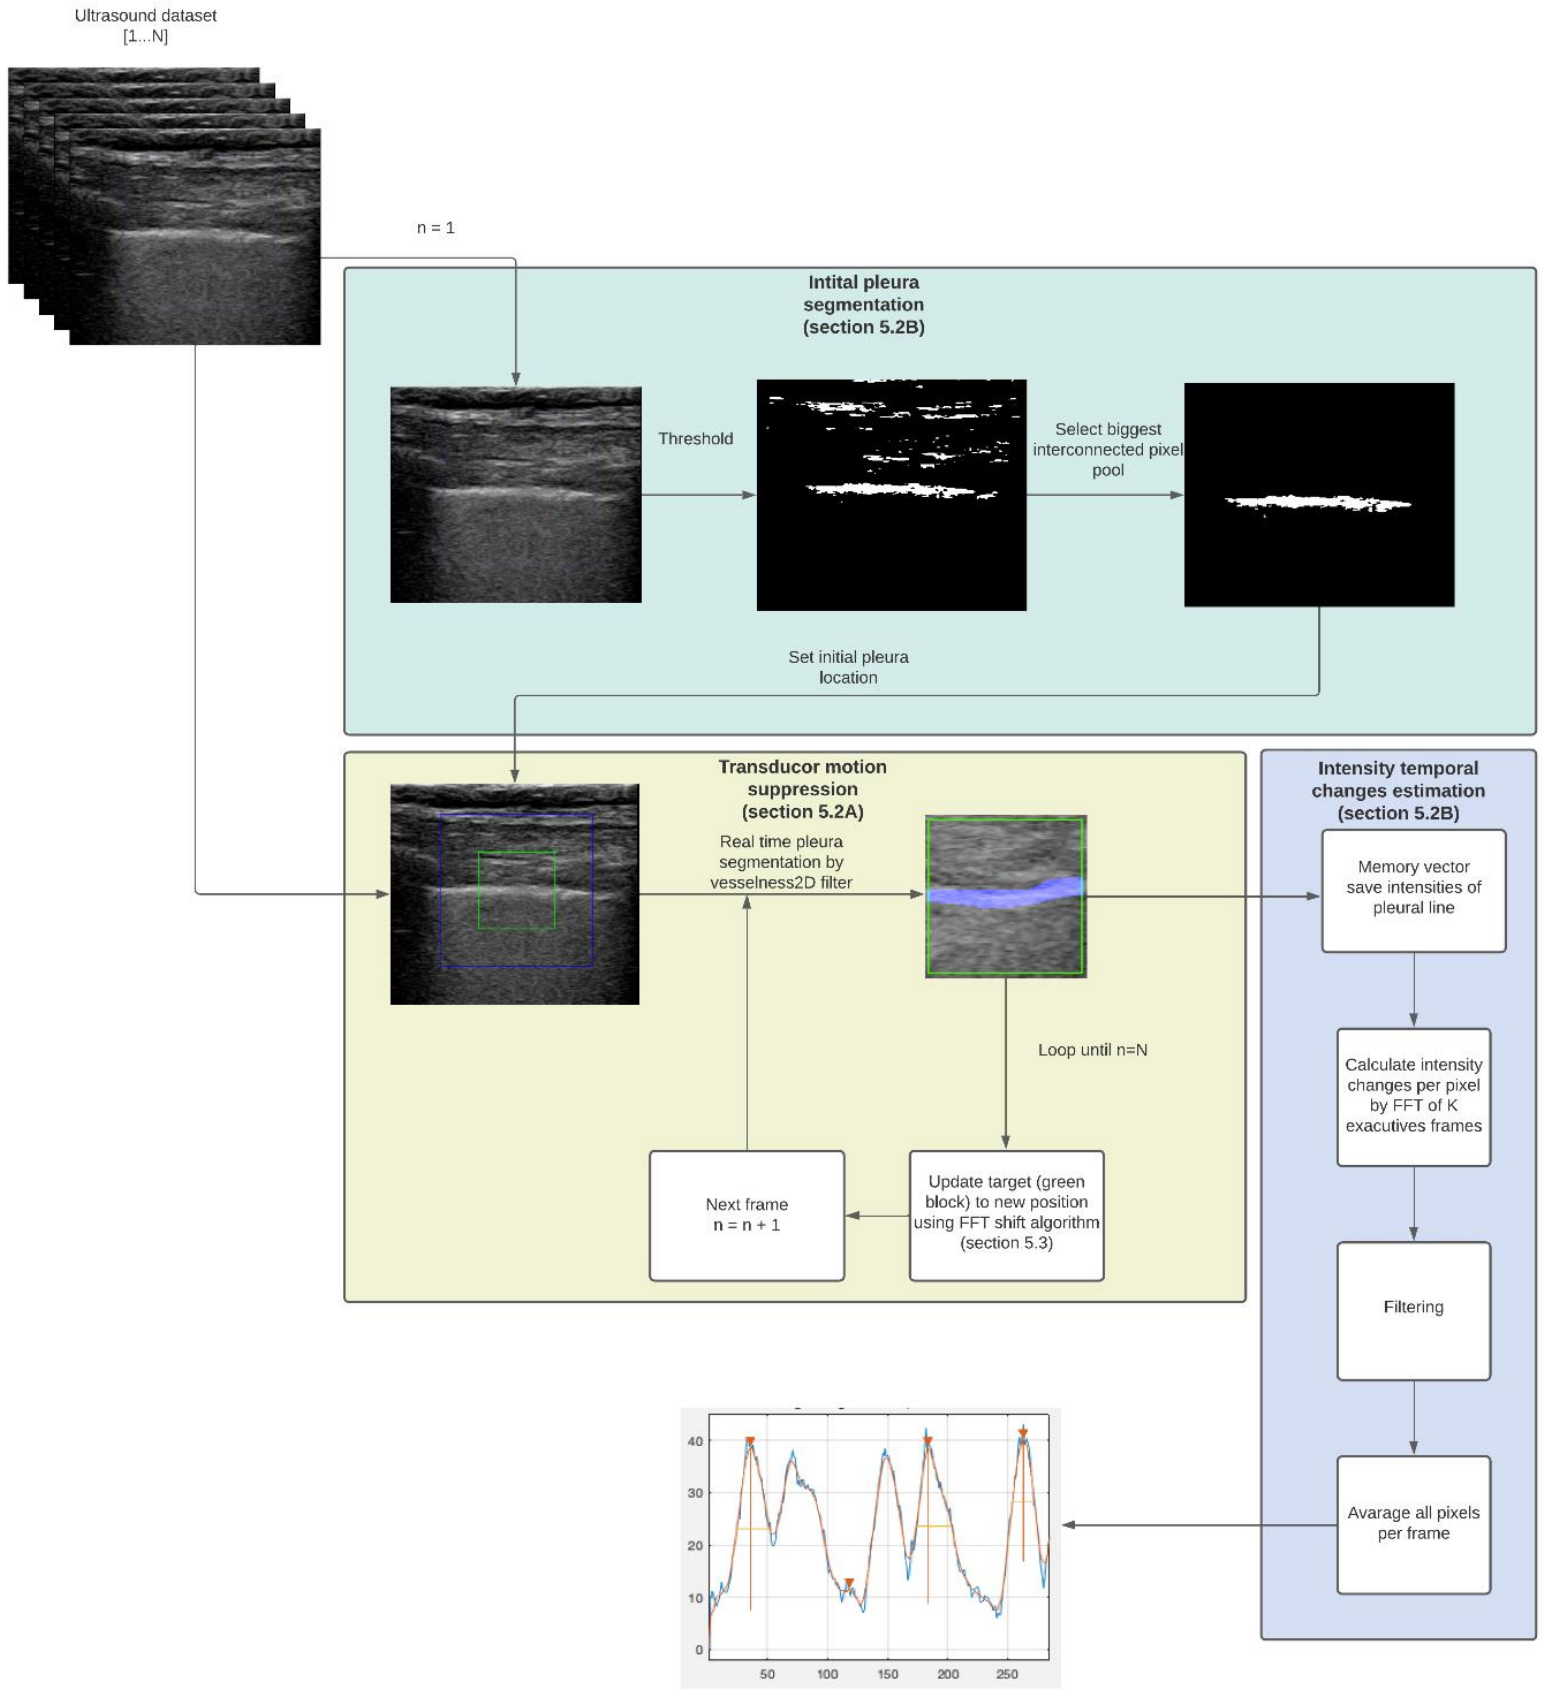 Ultrasound dataset
[1...N]
n = 1
Intital pleura
segmentation
(section 5.2B)
Threshold
Select biggest
interconnected pixel
pool
Set initial pleura
location
Transducor motion
suppression
(section 5.2A)
Real time pleura
segmentation by
vesselness2D filter
Loop until n=N
Update target (green
block) to new position
using FFT shift algorithm
(section 5.3)
Next frame
n = n + 1
Intensity temporal
changes estimation
(section 5.2B)
Memory vector
save intensities of
pleural line
Calculate intensity
changes per pixel
by FFT of K
exacutives frames
Filtering
Avarage all pixels
per frame
40
30
20
10
0
50 100 150 200 250